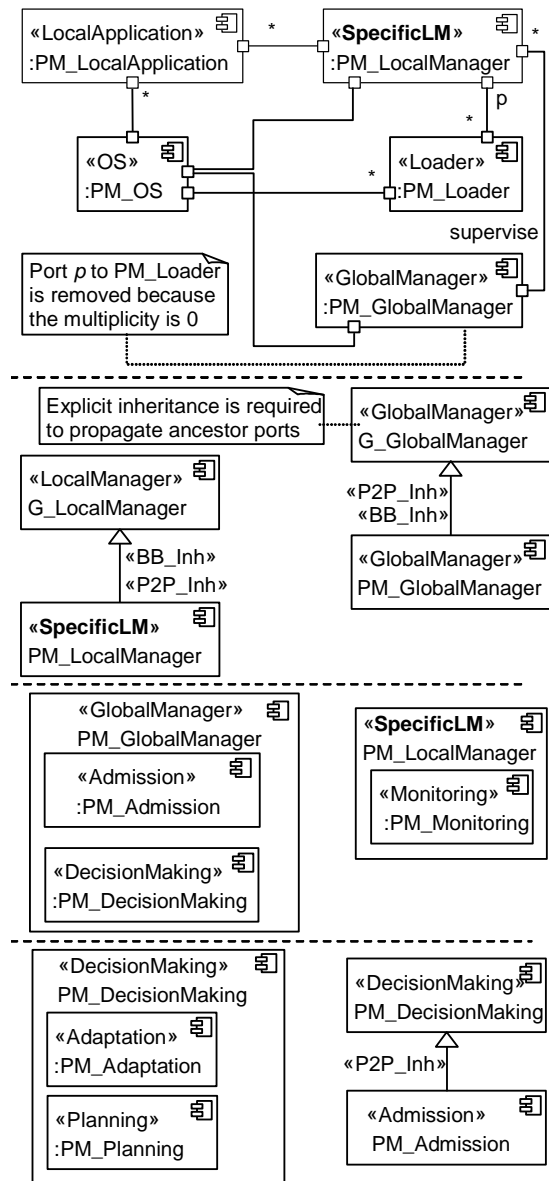 «LocalApplication»
:PM_LocalApplication
*
«SpecificLM»
:PM_LocalManager
*
*
p
*
«OS»
:PM_OS
*
«Loader»
:PM_Loader
supervise
Port p to PM_Loader
is removed because
the multiplicity is 0
«GlobalManager»
:PM_GlobalManager
Explicit inheritance is required
to propagate ancestor ports
«GlobalManager»
G_GlobalManager
«LocalManager»
G_LocalManager
«P2P_Inh»
«BB_Inh»
«BB_Inh»
«P2P_Inh»
«GlobalManager»
PM_GlobalManager
«SpecificLM»
PM_LocalManager
«GlobalManager»
PM_GlobalManager
«Admission»
:PM_Admission
«DecisionMaking»
:PM_DecisionMaking
«SpecificLM»
PM_LocalManager
«Monitoring»
:PM_Monitoring
«DecisionMaking»
PM_DecisionMaking
«Adaptation»
:PM_Adaptation
«Planning»
:PM_Planning
«DecisionMaking»
PM_DecisionMaking
«P2P_Inh»
«Admission»
PM_Admission